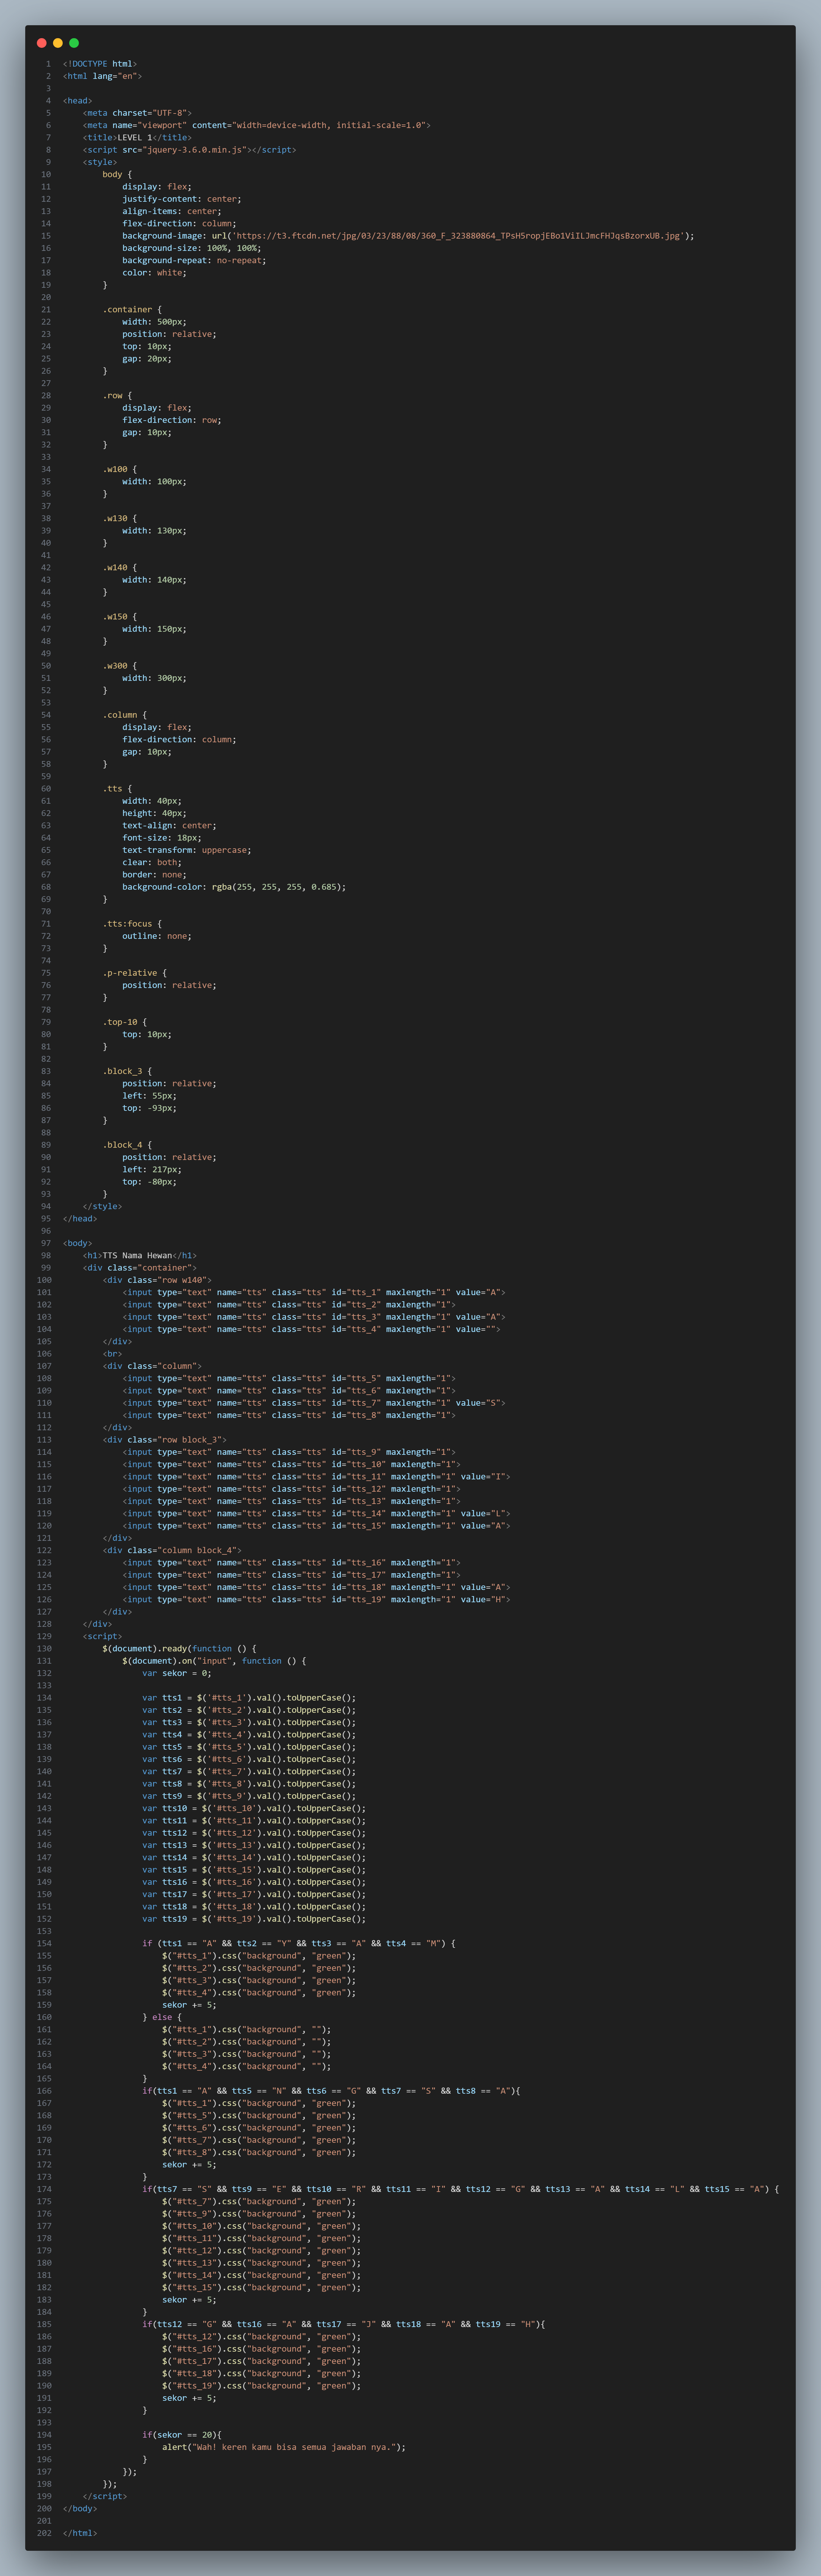 1 <!DOCTYPE html>
2 <html lang="en">
3
4 <head>
5     <meta charset="UTF-8">
6     <meta name="viewport" content="width=device-width, initial-scale=1.0">
7     <title>LEVEL 1</title>
8     <script src="jquery-3.6.0.min.js"></script>
9     <style>
10         body {
11             display: flex;
12             justify-content: center;
13             align-items: center;
14             flex-direction: column;
15             background-image: url('https://t3.ftcdn.net/jpg/03/23/88/08/360_F_323880864_TPsH5ropjEBo1ViILJmcFHJqsBzorxUB.jpg');
16             background-size: 100%, 100%;
17             background-repeat: no-repeat;
18             color: white;
19         }
20
21         .container {
22             width: 500px;
23             position: relative;
24             top: 10px;
25             gap: 20px;
26         }
27
28         .row {
29             display: flex;
30             flex-direction: row;
31             gap: 10px;
32         }
33
34         .w100 {
35             width: 100px;
36         }
37
38         .w130 {
39             width: 130px;
40         }
41
42         .w140 {
43             width: 140px;
44         }
45
46         .w150 {
47             width: 150px;
48         }
49
50         .w300 {
51             width: 300px;
52         }
53
54         .column {
55             display: flex;
56             flex-direction: column;
57             gap: 10px;
58         }
59
60         .tts {
61             width: 40px;
62             height: 40px;
63             text-align: center;
64             font-size: 18px;
65             text-transform: uppercase;
66             clear: both;
67             border: none;
68             background-color: rgba(255, 255, 255, 0.685);
69         }
70
71         .tts:focus {
72             outline: none;
73         }
74
75         .p-relative {
76             position: relative;
77         }
78
79         .top-10 {
80             top: 10px;
81         }
82
83         .block_3 {
84             position: relative;
85             left: 55px;
86             top: -93px;
87         }
88
89         .block_4 {
90             position: relative;
91             left: 217px;
92             top: -80px;
93         }
94     </style>
95 </head>
96
97 <body>
98     <h1>TTS Nama Hewan</h1>
99     <div class="container">
100         <div class="row w140">
101             <input type="text" name="tts" class="tts" id="tts_1" maxlength="1" value="A">
102             <input type="text" name="tts" class="tts" id="tts_2" maxlength="1">
103             <input type="text" name="tts" class="tts" id="tts_3" maxlength="1" value="A">
104             <input type="text" name="tts" class="tts" id="tts_4" maxlength="1" value="">
105         </div>
106         <br>
107         <div class="column">
108             <input type="text" name="tts" class="tts" id="tts_5" maxlength="1">
109             <input type="text" name="tts" class="tts" id="tts_6" maxlength="1">
110             <input type="text" name="tts" class="tts" id="tts_7" maxlength="1" value="S">
111             <input type="text" name="tts" class="tts" id="tts_8" maxlength="1">
112         </div>
113         <div class="row block_3">
114             <input type="text" name="tts" class="tts" id="tts_9" maxlength="1">
115             <input type="text" name="tts" class="tts" id="tts_10" maxlength="1">
116             <input type="text" name="tts" class="tts" id="tts_11" maxlength="1" value="I">
117             <input type="text" name="tts" class="tts" id="tts_12" maxlength="1">
118             <input type="text" name="tts" class="tts" id="tts_13" maxlength="1">
119             <input type="text" name="tts" class="tts" id="tts_14" maxlength="1" value="L">
120             <input type="text" name="tts" class="tts" id="tts_15" maxlength="1" value="A">
121         </div>
122         <div class="column block_4">
123             <input type="text" name="tts" class="tts" id="tts_16" maxlength="1">
124             <input type="text" name="tts" class="tts" id="tts_17" maxlength="1">
125             <input type="text" name="tts" class="tts" id="tts_18" maxlength="1" value="A">
126             <input type="text" name="tts" class="tts" id="tts_19" maxlength="1" value="H">
127         </div>
128     </div>
129     <script>
130         $(document).ready(function () {
131             $(document).on("input", function () {
132                 var sekor = 0;
133
134                 var tts1 = $('#tts_1').val().toUpperCase();
135                 var tts2 = $('#tts_2').val().toUpperCase();
136                 var tts3 = $('#tts_3').val().toUpperCase();
137                 var tts4 = $('#tts_4').val().toUpperCase();
138                 var tts5 = $('#tts_5').val().toUpperCase();
139                 var tts6 = $('#tts_6').val().toUpperCase();
140                 var tts7 = $('#tts_7').val().toUpperCase();
141                 var tts8 = $('#tts_8').val().toUpperCase();
142                 var tts9 = $('#tts_9').val().toUpperCase();
143                 var tts10 = $('#tts_10').val().toUpperCase();
144                 var tts11 = $('#tts_11').val().toUpperCase();
145                 var tts12 = $('#tts_12').val().toUpperCase();
146                 var tts13 = $('#tts_13').val().toUpperCase();
147                 var tts14 = $('#tts_14').val().toUpperCase();
148                 var tts15 = $('#tts_15').val().toUpperCase();
149                 var tts16 = $('#tts_16').val().toUpperCase();
150                 var tts17 = $('#tts_17').val().toUpperCase();
151                 var tts18 = $('#tts_18').val().toUpperCase();
152                 var tts19 = $('#tts_19').val().toUpperCase();
153
154                 if (tts1 == "A" && tts2 == "Y" && tts3 == "A" && tts4 == "M") {
155                     $("#tts_1").css("background", "green");
156                     $("#tts_2").css("background", "green");
157                     $("#tts_3").css("background", "green");
158                     $("#tts_4").css("background", "green");
159                     sekor += 5;
160                 } else {
161                     $("#tts_1").css("background", "");
162                     $("#tts_2").css("background", "");
163                     $("#tts_3").css("background", "");
164                     $("#tts_4").css("background", "");
165                 }
166                 if(tts1 == "A" && tts5 == "N" && tts6 == "G" && tts7 == "S" && tts8 == "A"){
167                     $("#tts_1").css("background", "green");
168                     $("#tts_5").css("background", "green");
169                     $("#tts_6").css("background", "green");
170                     $("#tts_7").css("background", "green");
171                     $("#tts_8").css("background", "green");
172                     sekor += 5;
173                 }
174                 if(tts7 == "S" && tts9 == "E" && tts10 == "R" && tts11 == "I" && tts12 == "G" && tts13 == "A" && tts14 == "L" && tts15 == "A") {
175                     $("#tts_7").css("background", "green");
176                     $("#tts_9").css("background", "green");
177                     $("#tts_10").css("background", "green");
178                     $("#tts_11").css("background", "green");
179                     $("#tts_12").css("background", "green");
180                     $("#tts_13").css("background", "green");
181                     $("#tts_14").css("background", "green");
182                     $("#tts_15").css("background", "green");
183                     sekor += 5;
184                 }
185                 if(tts12 == "G" && tts16 == "A" && tts17 == "J" && tts18 == "A" && tts19 == "H"){
186                     $("#tts_12").css("background", "green");
187                     $("#tts_16").css("background", "green");
188                     $("#tts_17").css("background", "green");
189                     $("#tts_18").css("background", "green");
190                     $("#tts_19").css("background", "green");
191                     sekor += 5;
192                 }
193
194                 if(sekor == 20){
195                     alert("Wah! keren kamu bisa semua jawaban nya.");
196                 }
197             });
198         });
199     </script>
200 </body>
201
202 </html>